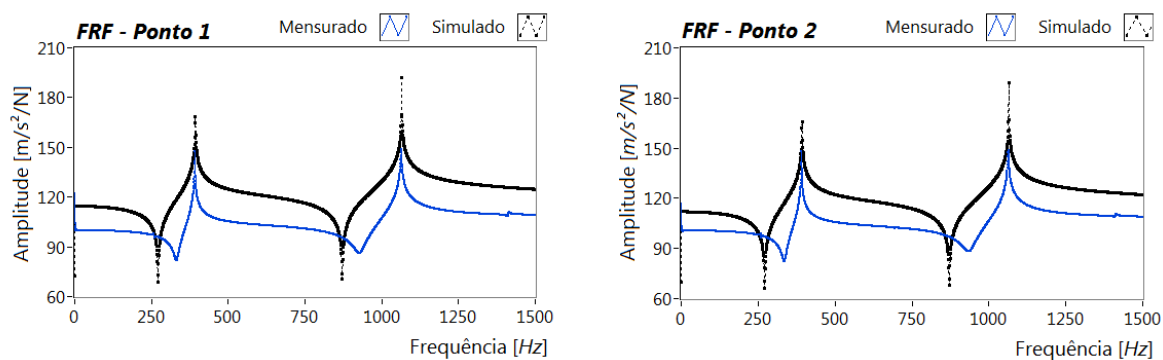 FRF - Ponto 1 Mensurado Simulado
210
180
150
120
90
60
Amplitude [m/s²/N]
0 250 500 750 1000 1250 1500
Frequência [Hz]
FRF - Ponto 2 Mensurado Simulado
210
180
150
120
90
60
Amplitude [m/s²/N]
0 250 500 750 1000 1250 1500
Frequência [Hz]